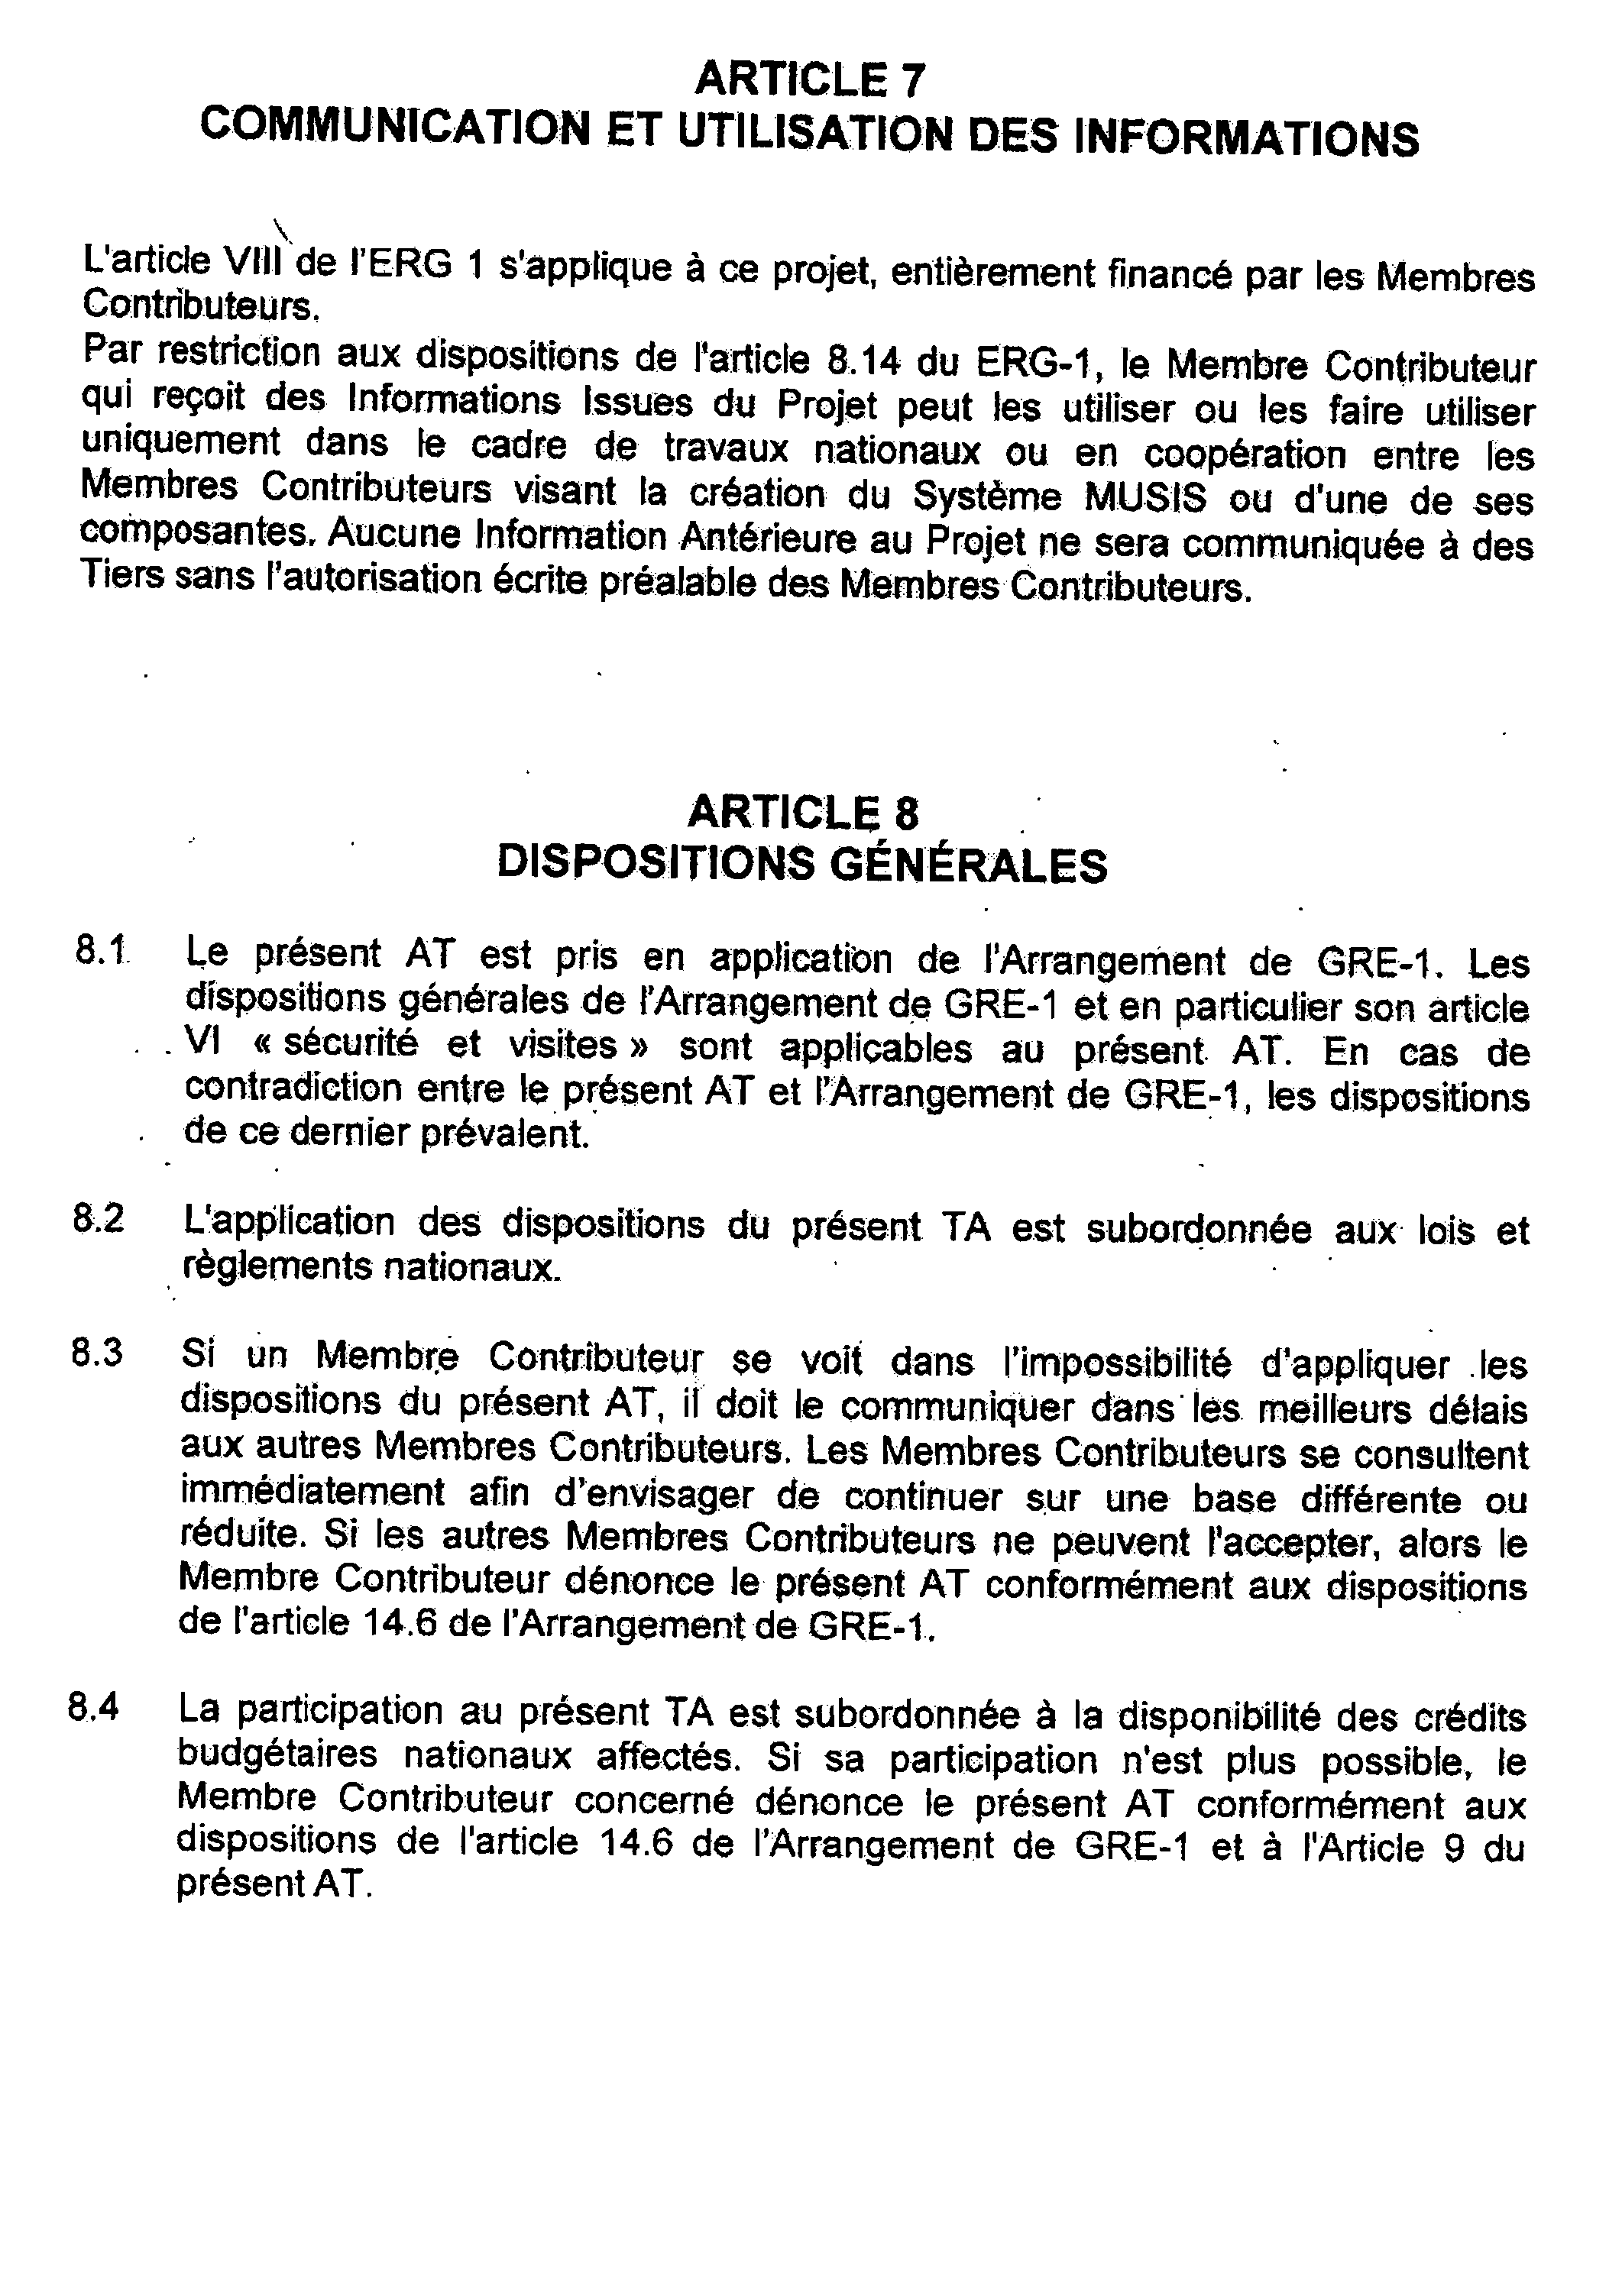 ARTICLE 7
COMMUNICATION ET UTILISATION DES INFORMATIONS
L'article VIII de l'ERG 1 s'applique à ce projet, entièrement financé par les Membres
Contributeurs.
Par restriction aux dispositions de l'article 8.14 du ERG-1, le Membre Contributeur
qui reçoit des Informations Issues du Projet peut les utiliser ou les faire utiliser
uniquement dans le cadre de travaux nationaux ou en coopération entre les
Membres Contributeurs visant la création du Système MUSIS ou d'une de ses
composantes. Aucune Information Antérieure au Projet ne sera communiquée à des
Tiers sans l'autorisation écrite préalable des Membres Contributeurs.
ARTICLE 8
DISPOSITIONS GÉNÉRALES
8.1 Le présent AT est pris en application de l'Arrangement de GRE-1. Les
dispositions générales de l'Arrangement de GRE-1 et en particulier son article
VI « sécurité et visites » sont applicables au présent AT. En cas de
contradiction entre le présent AT et l'Arrangement de GRE-1, les dispositions
de ce dernier prévalent.
8.2 L'application des dispositions du présent TA est subordonnée aux lois et
règlements nationaux.
8.3 Si un Membre Contributeur se voit dans l'impossibilité d'appliquer les
dispositions du présent AT, il doit le communiquer dans les meilleurs délais
aux autres Membres Contributeurs. Les Membres Contributeurs se consultent
immédiatement afin d'envisager de continuer sur une base différente ou
réduite. Si les autres Membres Contributeurs ne peuvent l'accepter, alors le
Membre Contributeur dénonce le présent AT conformément aux dispositions
de l'article 14.6 de l'Arrangement de GRE-1.
8.4 La participation au présent TA est subordonnée à la disponibilité des crédits
budgétaires nationaux affectés. Si sa participation n'est plus possible, le
Membre Contributeur concerné dénonce le présent AT conformément aux
dispositions de l'article 14.6 de l'Arrangement de GRE-1 et à l'Article 9 du
présent AT.